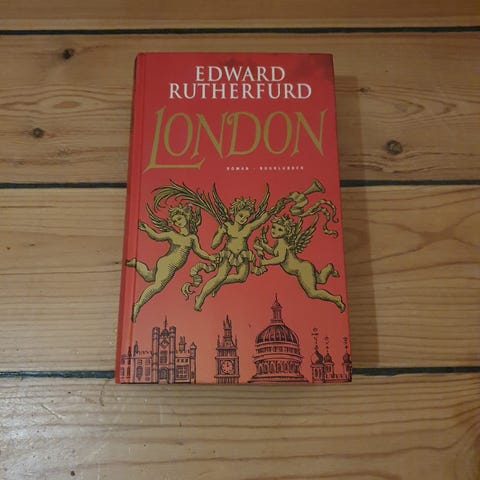 EDWARD
RUTHERFURD
LONDON
ROMAN · BOGKLUBBEN